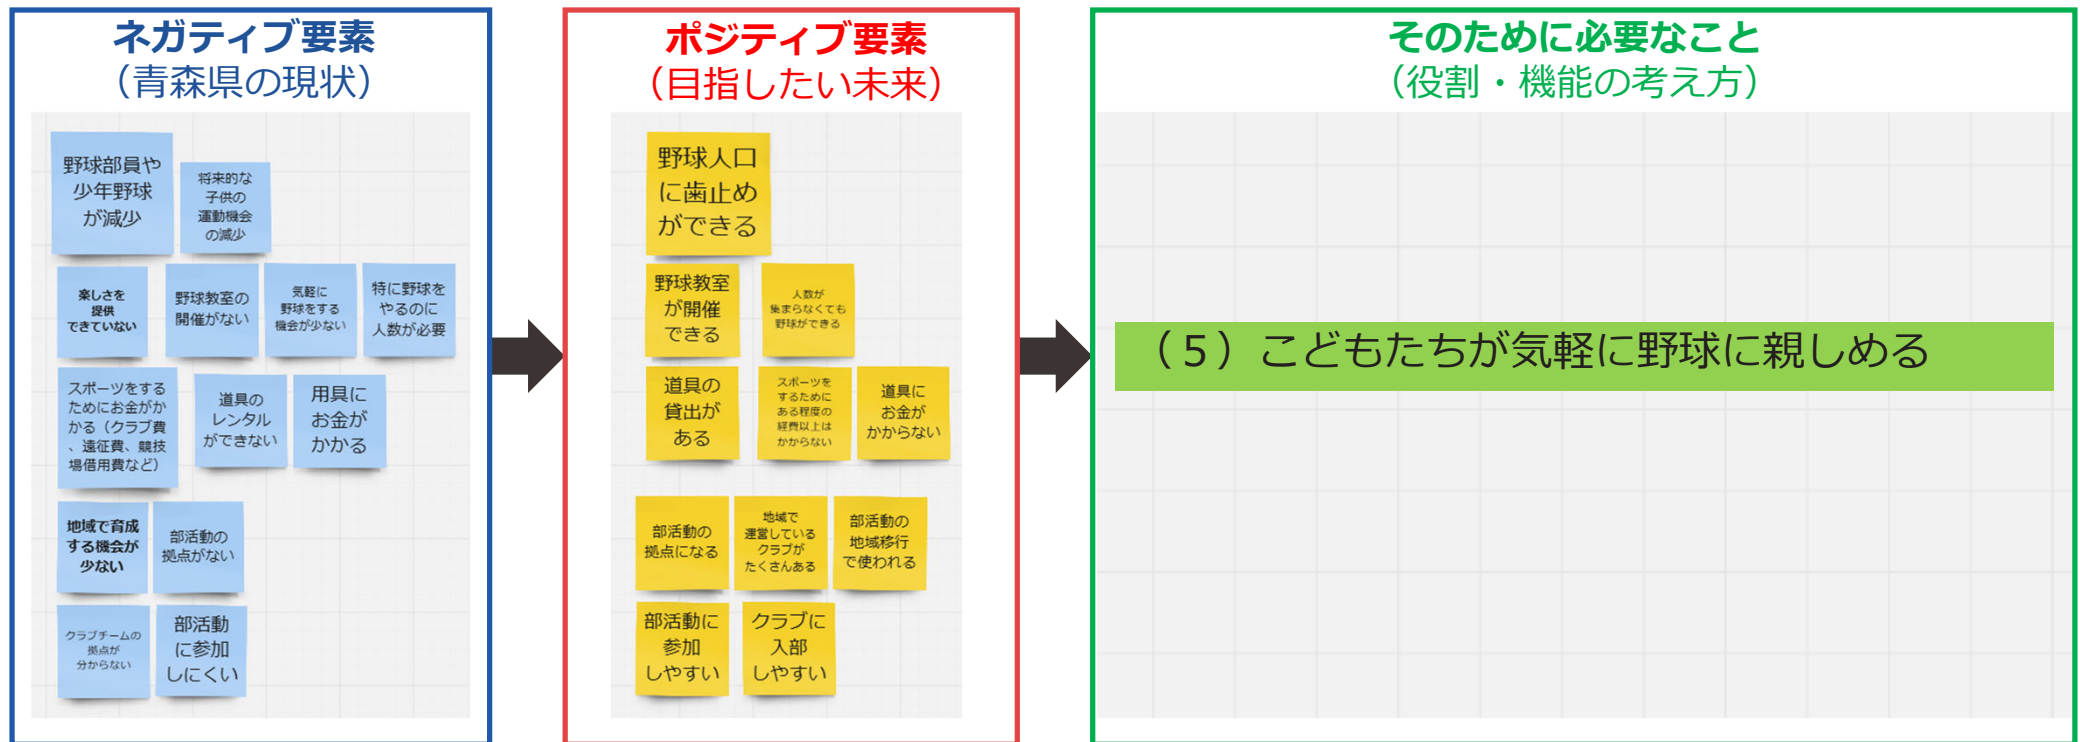 ネガティブ要素
（青森県の現状）
野球部員や
少年野球
が減少
将来的な
子供の
運動機会
の減少
楽しさを
提供
できていない
野球教室の
開催がない
気軽に
野球をする
機会が少ない
特に野球を
やるのに
人数が必要
スポーツをする
ためにお金がか
かる（クラブ費
、遠征費、競技
場借用費など）
道具の
レンタル
ができない
用具に
お金が
かかる
地域で育成
する機会が
少ない
部活動の
拠点がない
クラブチームの
拠点が
分からない
部活動
に参加
しにくい
ポジティブ要素
（目指したい未来）
野球人口
に歯止め
ができる
野球教室
が開催
できる
人数が
集まらなくても
野球ができる
道具の
貸出が
ある
スポーツを
するために
ある程度の
経費以上は
かからない
道具に
お金が
かからない
部活動の
拠点になる
地域で
運営している
クラブが
たくさんある
部活動の
地域移行
で使われる
部活動に
参加
しやすい
クラブに
入部
しやすい
そのために必要なこと
（役割・機能の考え方）
（５）こどもたちが気軽に野球に親しめる